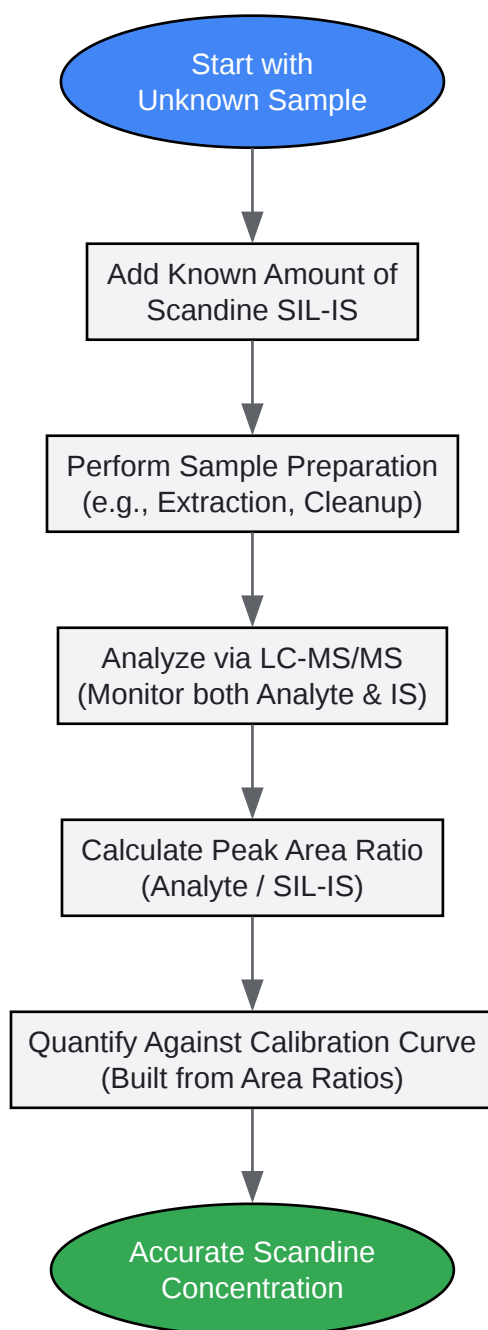 Start with
Unknown Sample
Add Known Amount of
Scandine SIL-IS
Perform Sample Preparation
(e.g., Extraction, Cleanup)
Analyze via LC-MS/MS
(Monitor both Analyte & IS)
Calculate Peak Area Ratio
(Analyte / SIL-IS)
Quantify Against Calibration Curve
(Built from Area Ratios)
Accurate Scandine
Concentration